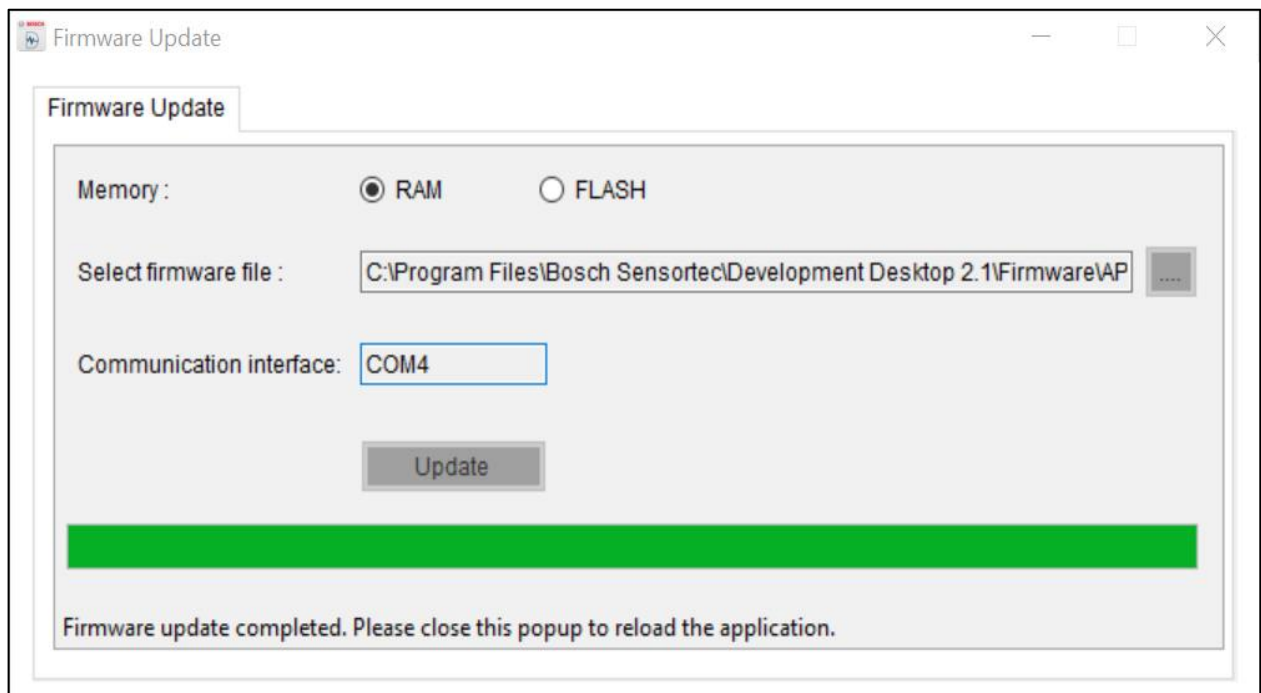 BOSCH
Firmware Update
Firmware Update
Memory :
RAM
FLASH
Select firmware file :
C:\Program Files\Bosch Sensortec\Development Desktop 2.1\Firmware\AP
....
Communication interface:
COM4
Update
Firmware update completed. Please close this popup to reload the application.